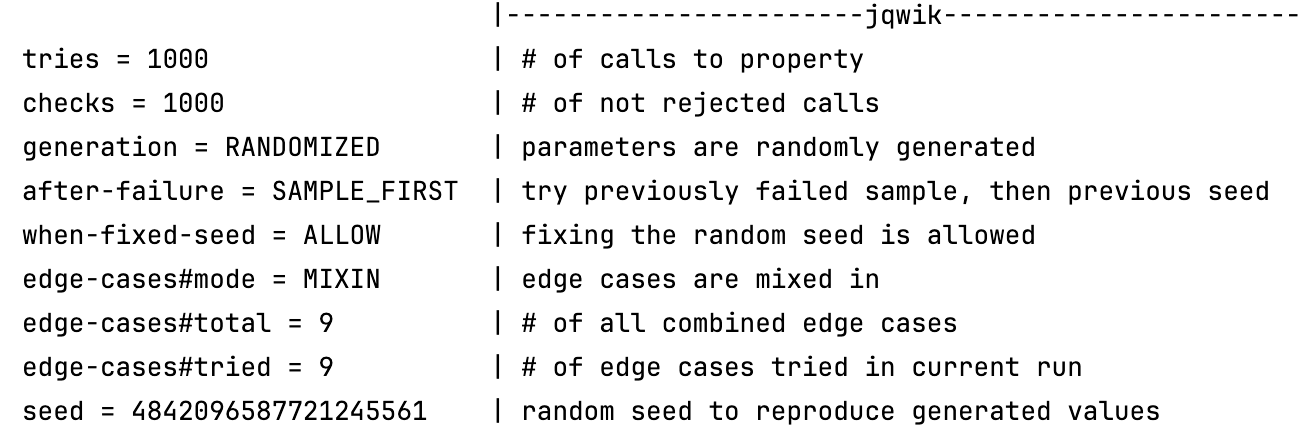 |-----------------------jqwik-----------------------
tries = 1000 | # of calls to property
checks = 1000 | # of not rejected calls
generation = RANDOMIZED | parameters are randomly generated
after-failure = SAMPLE_FIRST | try previously failed sample, then previous seed
when-fixed-seed = ALLOW | fixing the random seed is allowed
edge-cases#mode = MIXIN | edge cases are mixed in
edge-cases#total = 9 | # of all combined edge cases
edge-cases#tried = 9 | # of edge cases tried in current run
seed = 4842096587721245561 | random seed to reproduce generated values